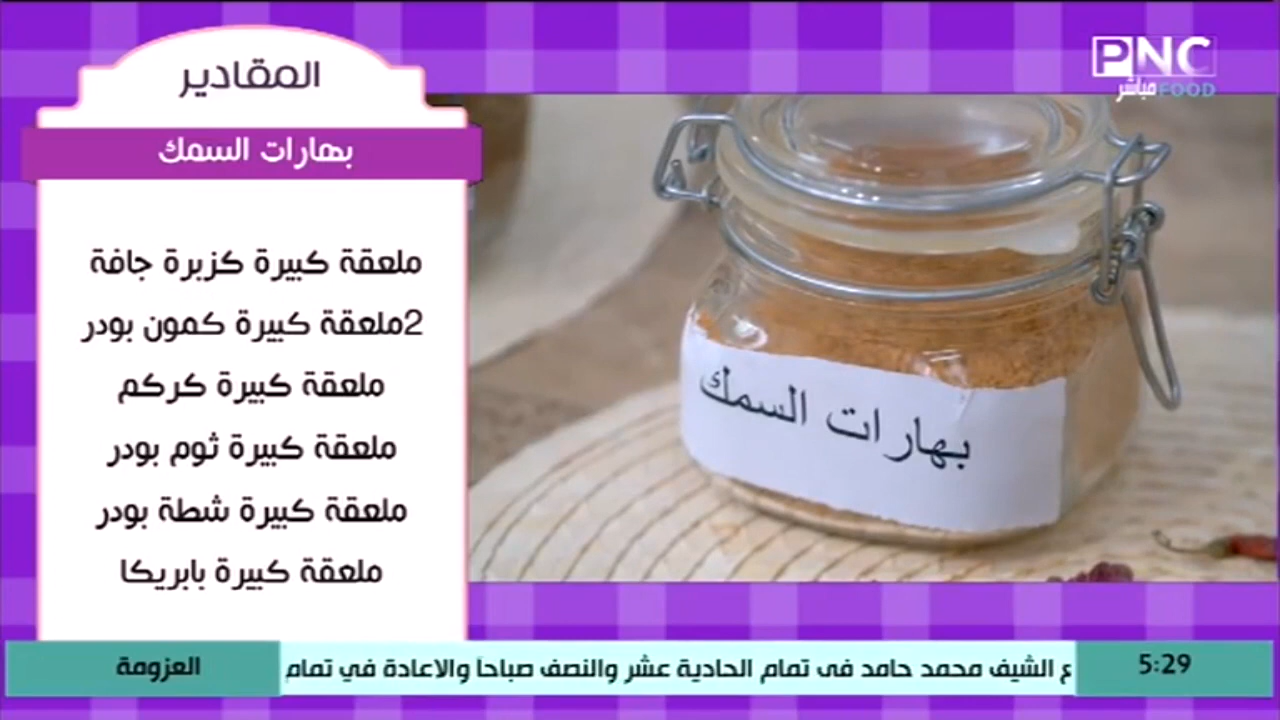 المقادير
PNC
FOOD مباشر
بهارات السمك
ملعقة كبيرة كزبرة جافة
2ملعقة كبيرة كمون بودر
ملعقة كبيرة كركم
ملعقة كبيرة ثوم بودر
ملعقة كبيرة شطة بودر
ملعقة كبيرة بابريكا
بهارات السمك
5:29
ع الشيف محمد حامد فى تمام الحادية عشر والنصف صباحاً والاعادة في تمام
العزومة